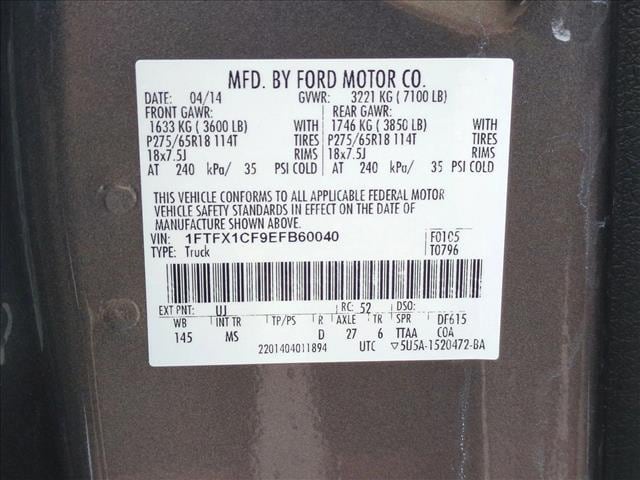 MFD. BY FORD MOTOR CO.
DATE: 04/14 GVWR: 3221 KG ( 7100 LB)
FRONT GAWR: REAR GAWR:
1633 KG ( 3600 LB) WITH 1746 KG ( 3850 LB) WITH
P275/65R18 114T TIRES P275/65R18 114T TIRES
18x7.5J RIMS 18x7.5J RIMS
AT 240 kPa/ 35 PSI COLD AT 240 kPa/ 35 PSI COLD
THIS VEHICLE CONFORMS TO ALL APPLICABLE FEDERAL MOTOR
VEHICLE SAFETY STANDARDS IN EFFECT ON THE DATE OF
MANUFACTURE SHOWN ABOVE.
VIN: 1FTFX1CF9EFB60040 F0105
TYPE: Truck T0796
EXT PNT: UJ RC: 52 DSO:
WB INT TR TP/PS R AXLE TR SPR DF615
145 MS D 27 6 TTAA COA
2201404011894 UTC ▽5U5A-1520472-BA